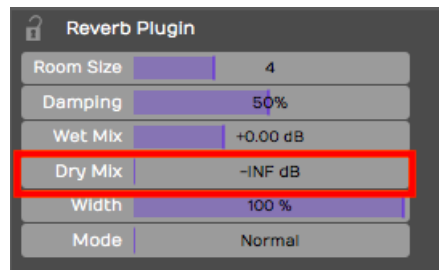 Reverb Plugin
Room Size 4
Damping 50%
Wet Mix +0.00 dB
Dry Mix -INF dB
Width 100 %
Mode Normal